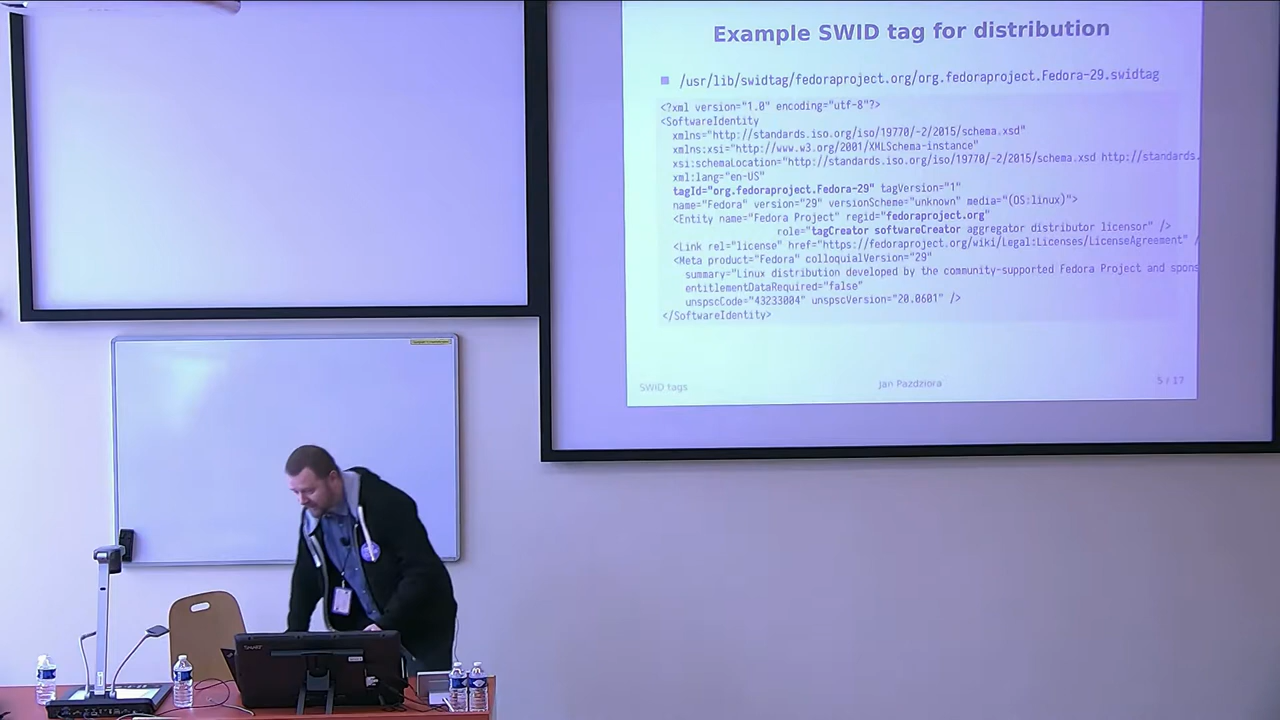 Example SWID tag for distribution
/usr/lib/swidtag/fedoraproject.org/org.fedoraproject.Fedora-29.swidtag
<?xml version="1.0" encoding="utf-8"?>
<SoftwareIdentity
xmlns="http://standards.iso.org/iso/19770/-2/2015/schema.xsd"
xmlns:xsi="http://www.w3.org/2001/XMLSchema-instance"
xsi:schemaLocation="http://standards.iso.org/iso/19770/-2/2015/schema.xsd http://standards.
xml:lang="en-US"
tagId="org.fedoraproject.Fedora-29" tagVersion="1"
name="Fedora" version="29" versionScheme="unknown" media="(OS:linux)">
<Entity name="Fedora Project" regid="fedoraproject.org"
role="tagCreator softwareCreator aggregator distributor licensor" />
<Link rel="license" href="https://fedoraproject.org/wiki/Legal:Licenses/LicenseAgreement" /
<Meta product="Fedora" colloquialVersion="29"
summary="Linux distribution developed by the community-supported Fedora Project and spons
entitlementDataRequired="false"
unspscCode="43233004" unspscVersion="20.0601" />
</SoftwareIdentity>
SWID tags
Jan Pazdziora
5 / 17